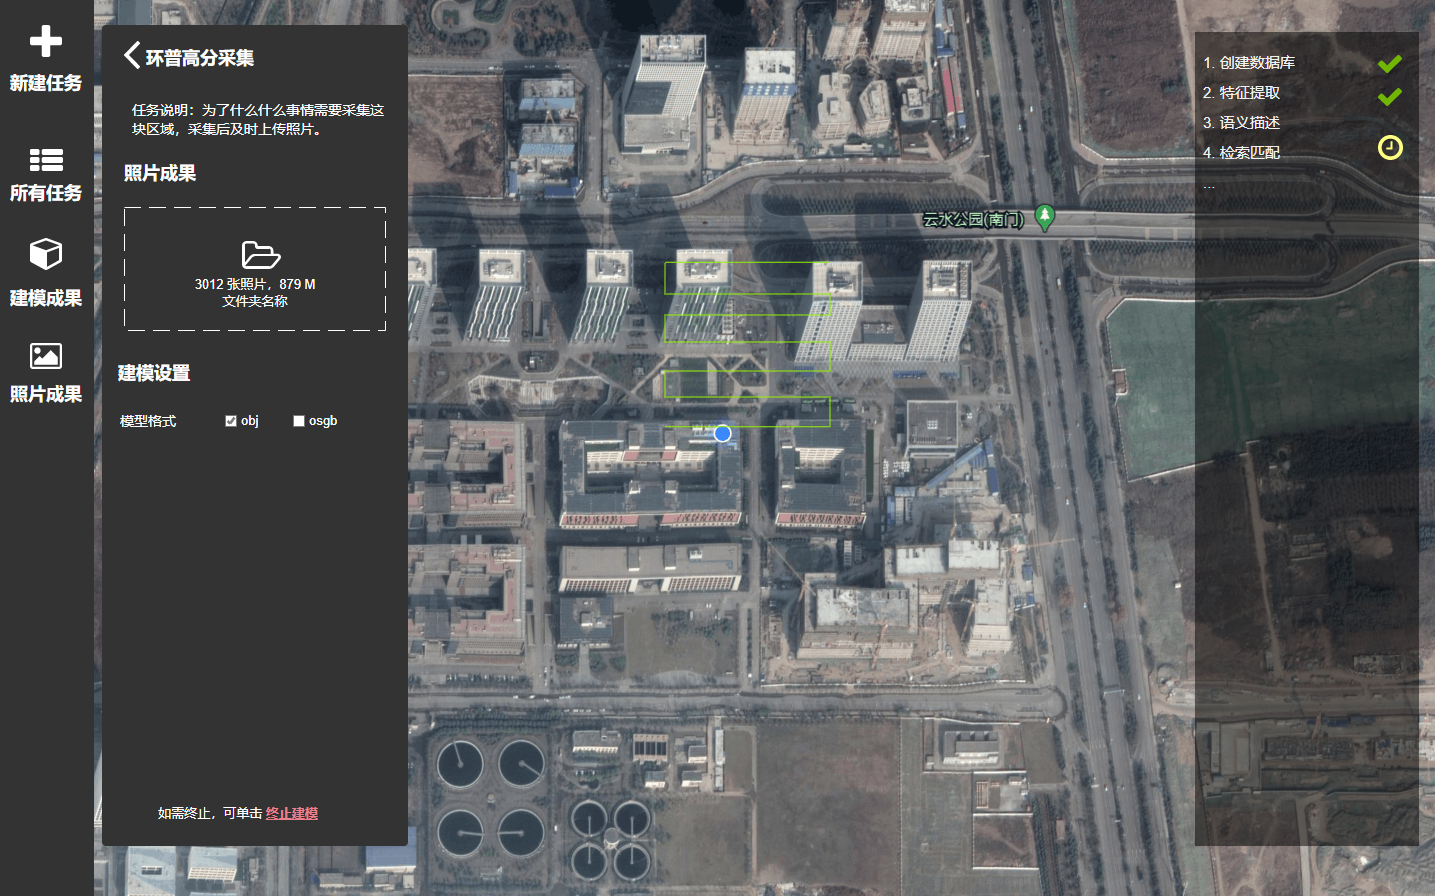 新建任务
所有任务
建模成果
照片成果
环普高分采集
任务说明：为了什么什么事情需要采集这
块区域，采集后及时上传照片。
照片成果
3012 张照片，879 M
文件夹名称
建模设置
模型格式 obj osgb
如需终止，可单击 终止建模
云水公园(南门)
1. 创建数据库
2. 特征提取
3. 语义描述
4. 检索匹配
...